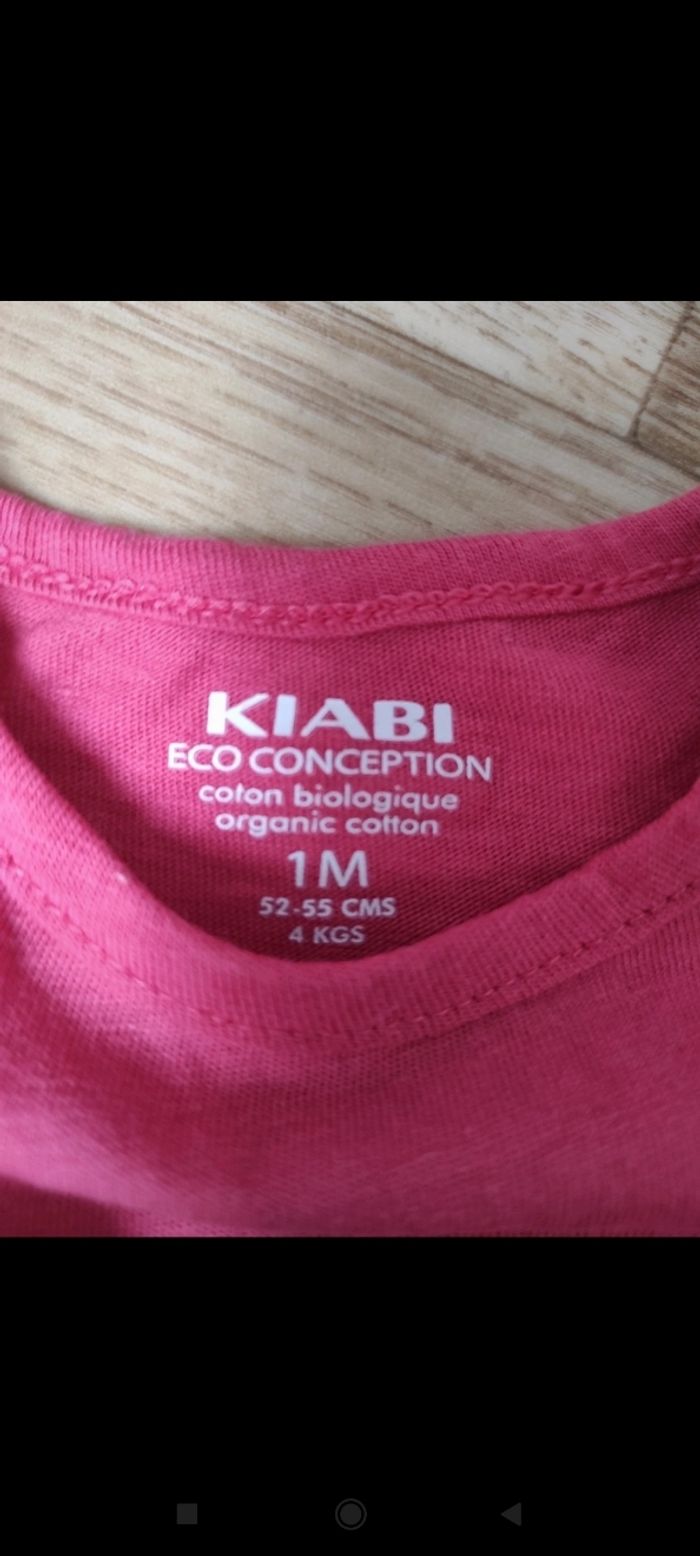 KIABI
ECO CONCEPTION
coton biologique
organic cotton
1M
52-55 CMS
4 KGS